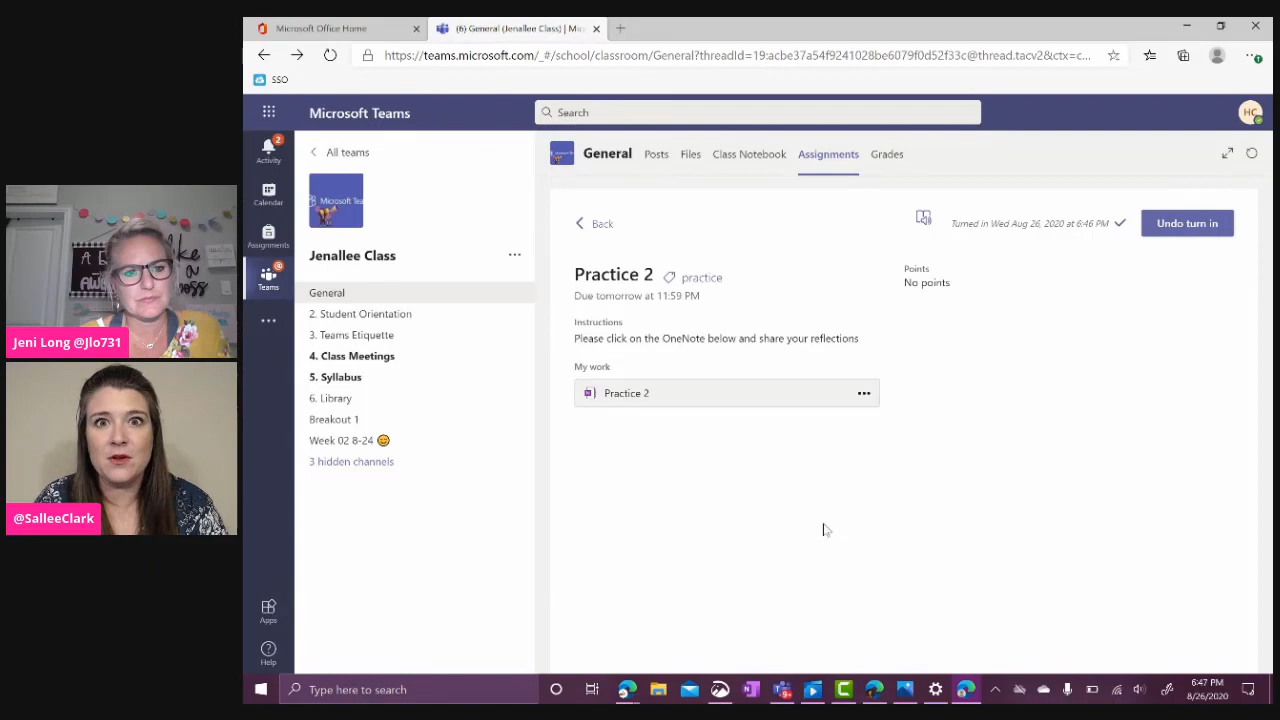 Microsoft Office Home
(6) General (Jenallee Class) | Mi
https://teams.microsoft.com/_#/school/classroom/General?threadId=19:acbe37a54f9241028be6079f0d52f33c@thread.tacv2&ctx=c...
SSO
Microsoft Teams
Search
HC
2
Activity
Calendar
Assignments
Teams
Apps
Help
All teams
Jenallee Class
General
2. Student Orientation
3. Teams Etiquette
4. Class Meetings
5. Syllabus
6. Library
Breakout 1
Week 02 8-24 😊
3 hidden channels
General
Posts
Files
Class Notebook
Assignments
Grades
Back
Turned in Wed Aug 26, 2020 at 6:46 PM
Undo turn in
Practice 2
practice
Due tomorrow at 11:59 PM
Points
No points
Instructions
Please click on the OneNote below and share your reflections
My work
Practice 2
Jeni Long @Jlo731
@SalleeClark
Type here to search
6:47 PM
8/26/2020